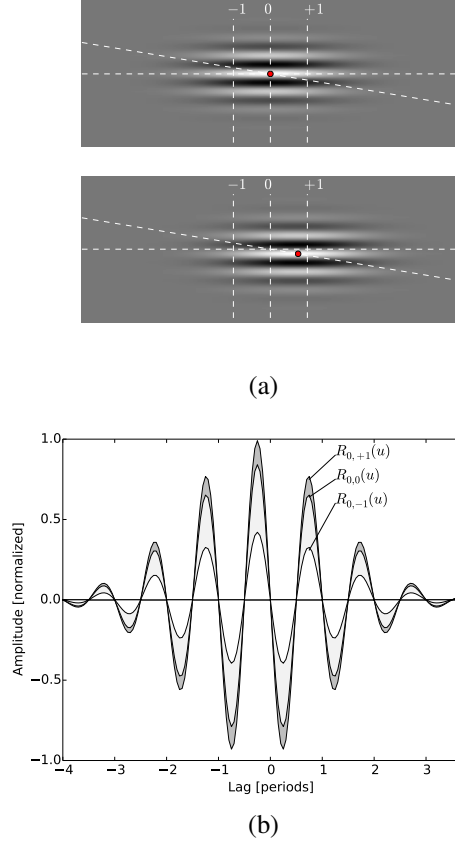 −1 0 +1
−1 0 +1
(a)
1.0
R0,+1(u)
R0,0(u)
R0,−1(u)
0.5
0.0
−0.5
−1.0
Amplitude [normalized]
−4 −3 −2 −1 0 1 2 3
Lag [periods]
(b)